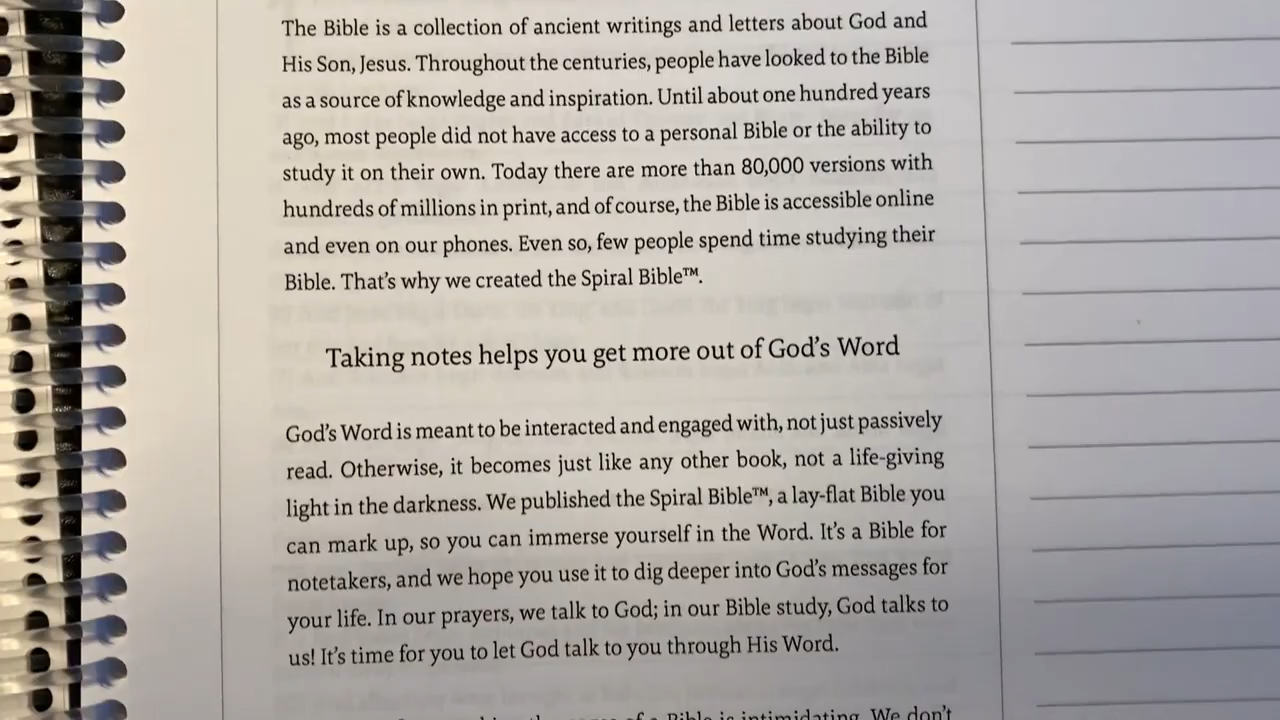 The Bible is a collection of ancient writings and letters about God and
His Son, Jesus. Throughout the centuries, people have looked to the Bible
as a source of knowledge and inspiration. Until about one hundred years
ago, most people did not have access to a personal Bible or the ability to
study it on their own. Today there are more than 80,000 versions with
hundreds of millions in print, and of course, the Bible is accessible online
and even on our phones. Even so, few people spend time studying their
Bible. That’s why we created the Spiral Bible™.
Taking notes helps you get more out of God’s Word
God’s Word is meant to be interacted and engaged with, not just passively
read. Otherwise, it becomes just like any other book, not a life-giving
light in the darkness. We published the Spiral Bible™, a lay-flat Bible you
can mark up, so you can immerse yourself in the Word. It’s a Bible for
notetakers, and we hope you use it to dig deeper into God’s messages for
your life. In our prayers, we talk to God; in our Bible study, God talks to
us! It’s time for you to let God talk to you through His Word.
of a Bible is intimidating. We don’t